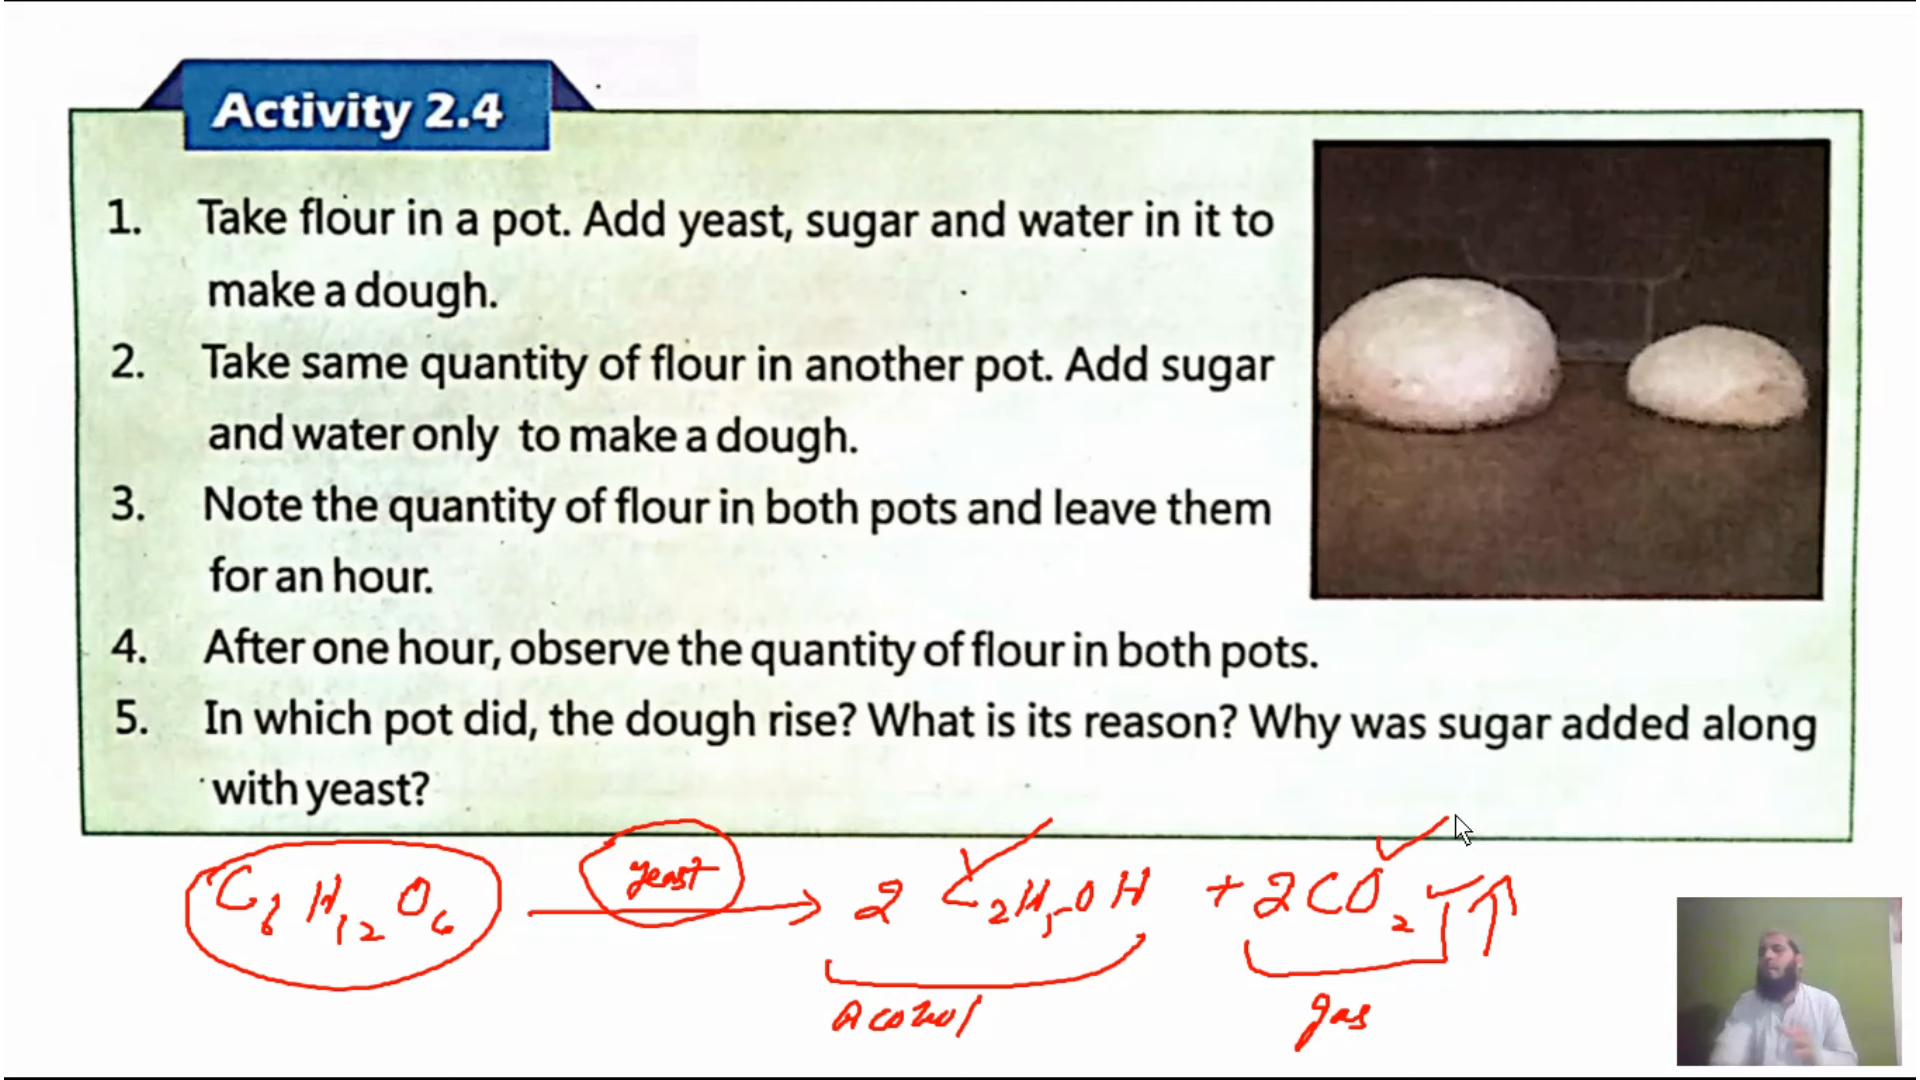 Activity 2.4
1. Take flour in a pot. Add yeast, sugar and water in it to
make a dough.
2. Take same quantity of flour in another pot. Add sugar
and water only to make a dough.
3. Note the quantity of flour in both pots and leave them
for an hour.
4. After one hour, observe the quantity of flour in both pots.
5. In which pot did, the dough rise? What is its reason? Why was sugar added along
with yeast?
C₆H₁₂O₆ yeast → 2 C₂H₅OH + 2CO₂ ↑↑
Acohol gas